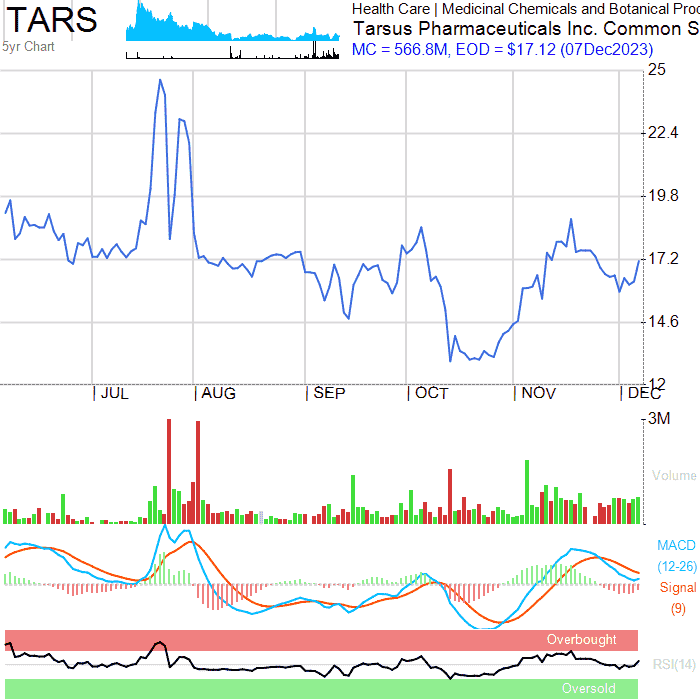 TARS
5yr Chart
Health Care | Medicinal Chemicals and Botanical Proc
Tarsus Pharmaceuticals Inc. Common S
MC = 566.8M, EOD = $17.12 (07Dec2023)
25
22.4
19.8
17.2
14.6
12
JUL
AUG
SEP
OCT
NOV
DEC
3M
Volume
MACD
(12-26)
Signal
(9)
Overbought
RSI(14)
Oversold